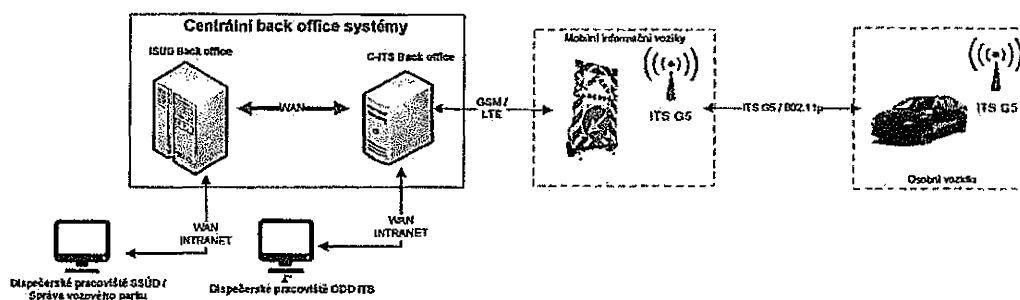 Centrální back office systémy
ISUD Back office
C-ITS Back office
WAN
GSM /
LTE
Mobilní informační vozíky
ITS G5
ITS G5 / 802.11p
ITS G5
Osobní vozidla
WAN
INTRANET
WAN
INTRANET
Dispečerské pracoviště SSÚD /
Správa vozového parku
Dispečerské pracoviště ODD ITS